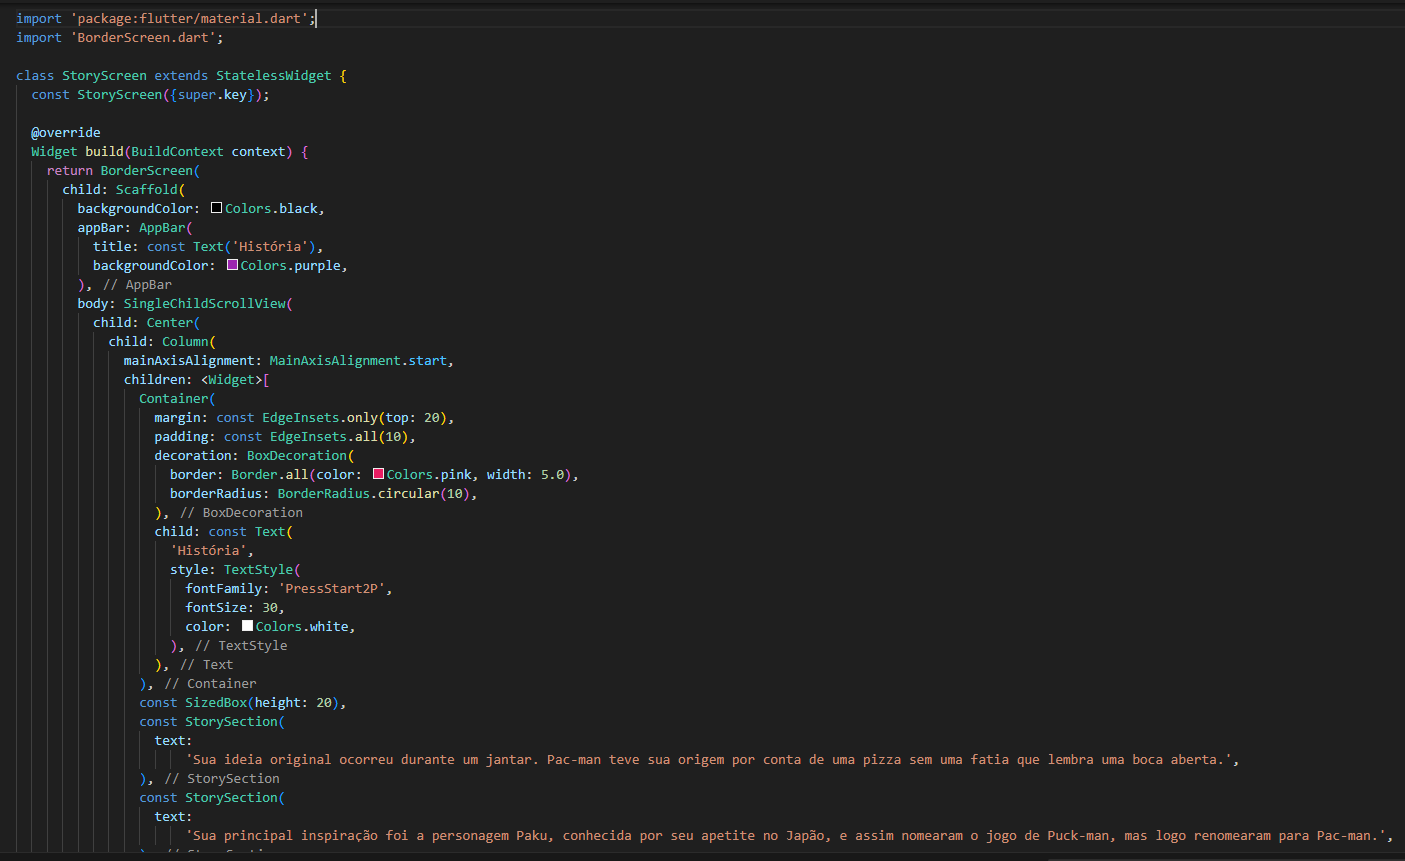 import 'package:flutter/material.dart';
import 'BorderScreen.dart';

class StoryScreen extends StatelessWidget {
  const StoryScreen({super.key});

  @override
  Widget build(BuildContext context) {
    return BorderScreen(
      child: Scaffold(
        backgroundColor: Colors.black,
        appBar: AppBar(
          title: const Text('História'),
          backgroundColor: Colors.purple,
        ), // AppBar
        body: SingleChildScrollView(
          child: Center(
            child: Column(
              mainAxisAlignment: MainAxisAlignment.start,
              children: <Widget>[
                Container(
                  margin: const EdgeInsets.only(top: 20),
                  padding: const EdgeInsets.all(10),
                  decoration: BoxDecoration(
                    border: Border.all(color: Colors.pink, width: 5.0),
                    borderRadius: BorderRadius.circular(10),
                  ), // BoxDecoration
                  child: const Text(
                    'História',
                    style: TextStyle(
                      fontFamily: 'PressStart2P',
                      fontSize: 30,
                      color: Colors.white,
                    ), // TextStyle
                  ), // Text
                ), // Container
                const SizedBox(height: 20),
                const StorySection(
                  text:
                      'Sua ideia original ocorreu durante um jantar. Pac-man teve sua origem por conta de uma pizza sem uma fatia que lembra uma boca aberta.',
                ), // StorySection
                const StorySection(
                  text:
                      'Sua principal inspiração foi a personagem Paku, conhecida por seu apetite no Japão, e assim nomearam o jogo de Puck-man, mas logo renomearam para Pac-man.',